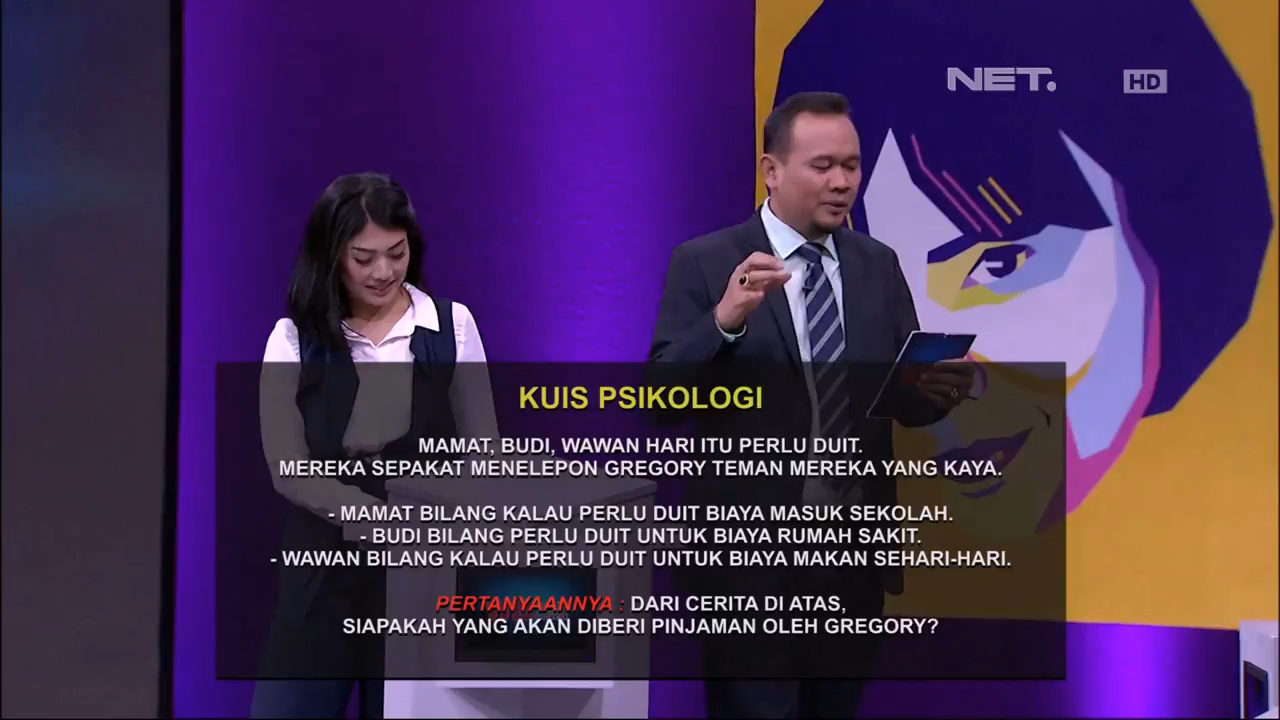 NET.
HD
KUIS PSIKOLOGI
MAMAT, BUDI, WAWAN HARI ITU PERLU DUIT.
MEREKA SEPAKAT MENELEPON GREGORY TEMAN MEREKA YANG KAYA.
- MAMAT BILANG KALAU PERLU DUIT BIAYA MASUK SEKOLAH.
- BUDI BILANG PERLU DUIT UNTUK BIAYA RUMAH SAKIT.
- WAWAN BILANG KALAU PERLU DUIT UNTUK BIAYA MAKAN SEHARI-HARI.
PERTANYAANNYA : DARI CERITA DI ATAS,
SIAPAKAH YANG AKAN DIBERI PINJAMAN OLEH GREGORY?